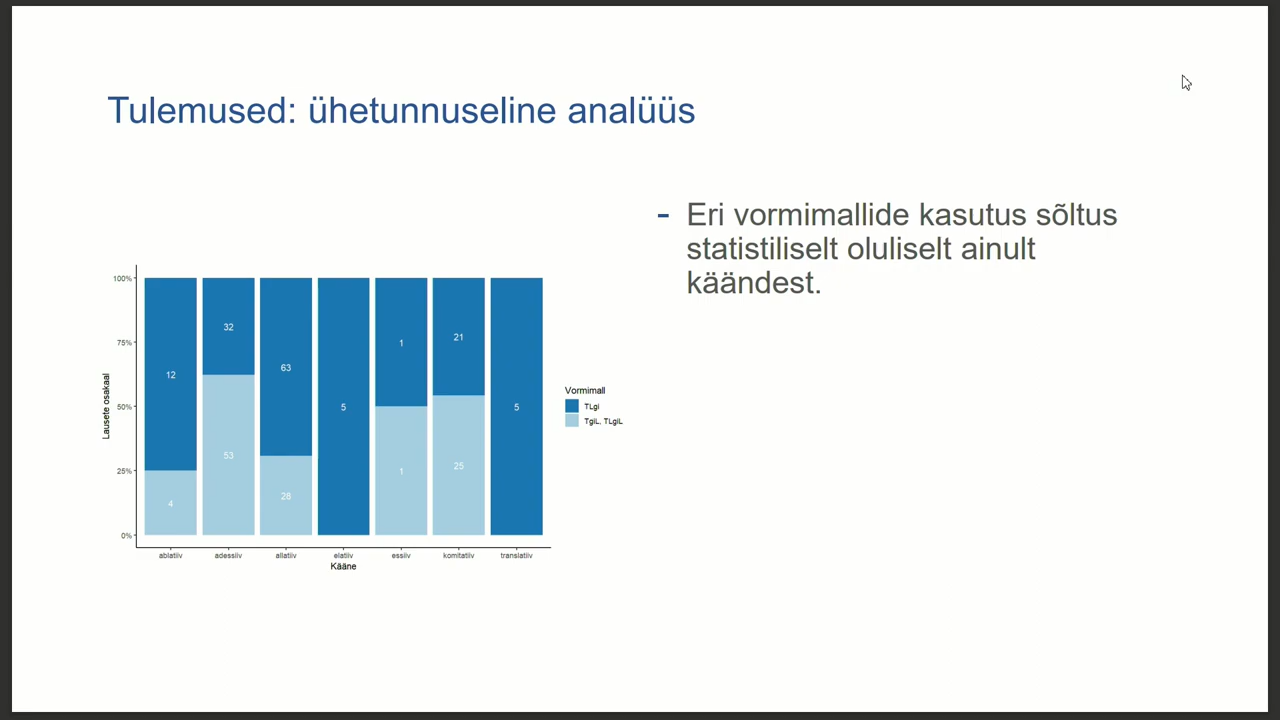 Tulemused: ühetunnuseline analüüs
- Eri vormimallide kasutus sõltus
statistiliselt oluliselt ainult
käändest.
100%
75%
50%
25%
0%
Lausete osakaal
12
32
63
5
1
21
5
4
53
28
1
25
ablatiiv
adessiiv
allatiiv
elatiiv
essiiv
komitatiiv
translatiiv
Kääne
Vormimall
TLgi
TgiL, TLgiL